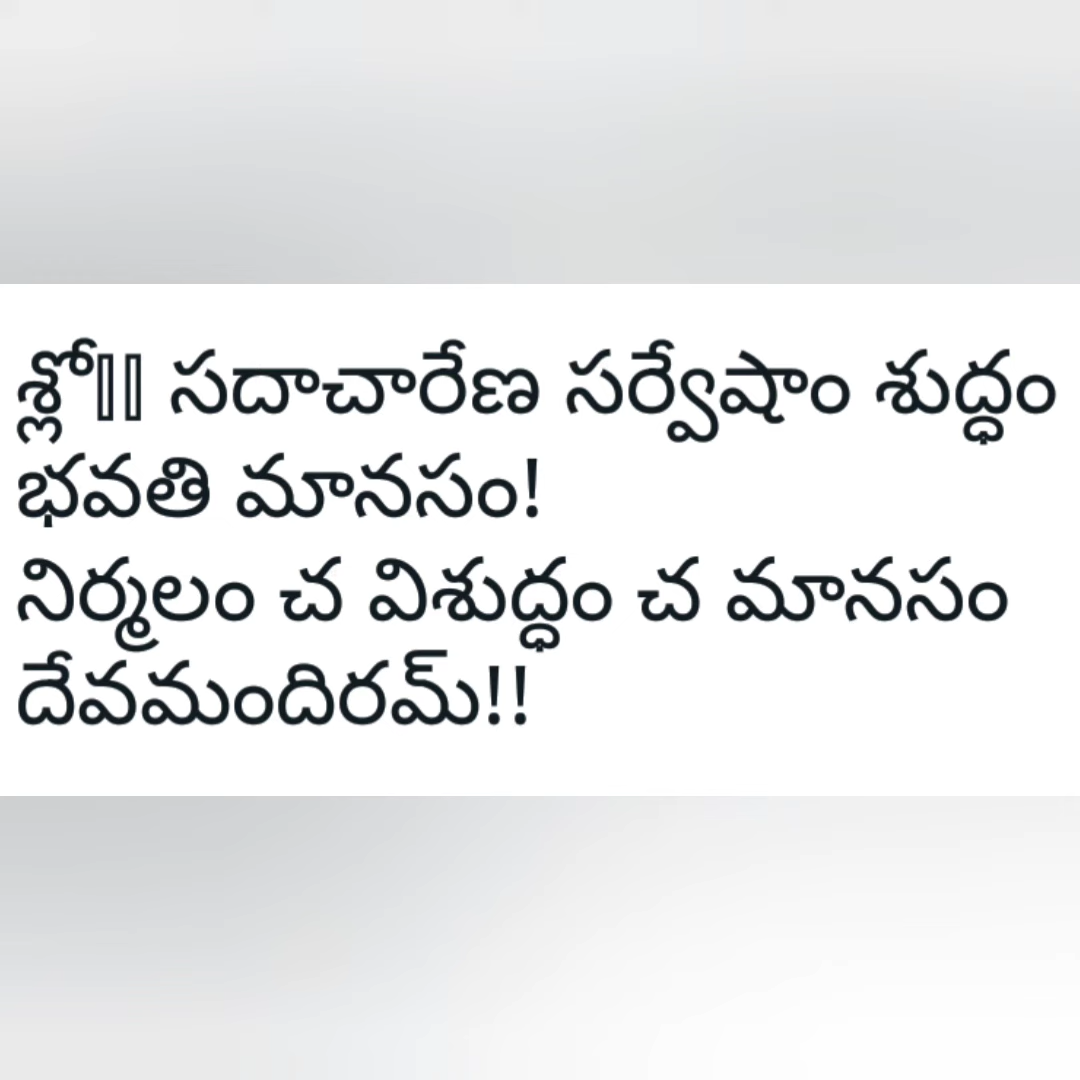 శ్లో|| సదాచారేణ సర్వేషాం శుద్ధం
భవతి మానసం!
నిర్మలం చ విశుద్ధం చ మానసం
దేవమందిరమ్!!